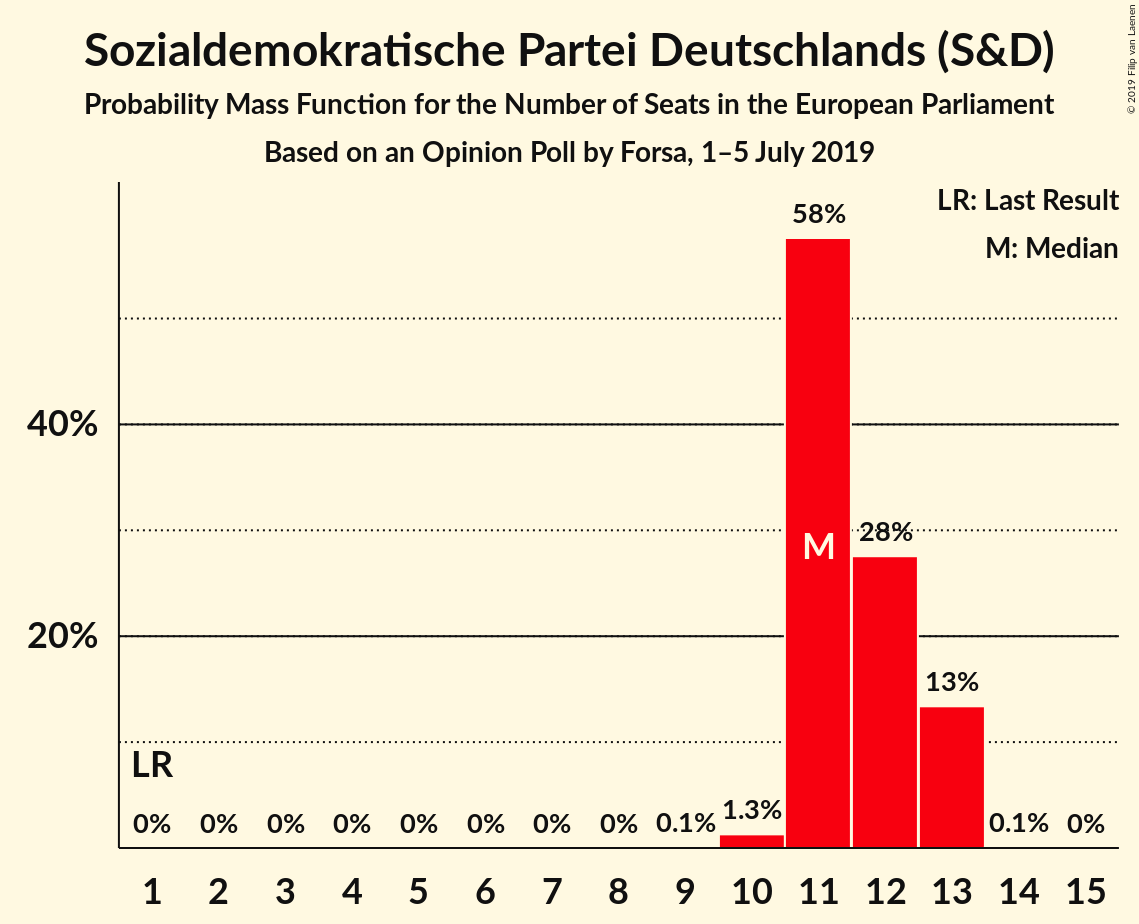 Sozialdemokratische Partei Deutschlands (S&D)
Probability Mass Function for the Number of Seats in the European Parliament
Based on an Opinion Poll by Forsa, 1–5 July 2019
© 2019 Filip van Laenen
LR: Last Result
M: Median
58%
40%
M
28%
20%
13%
LR
0% 0% 0% 0% 0% 0% 0% 0% 0.1% 1.3% 0.1% 0%
1 2 3 4 5 6 7 8 9 10 11 12 13 14 15